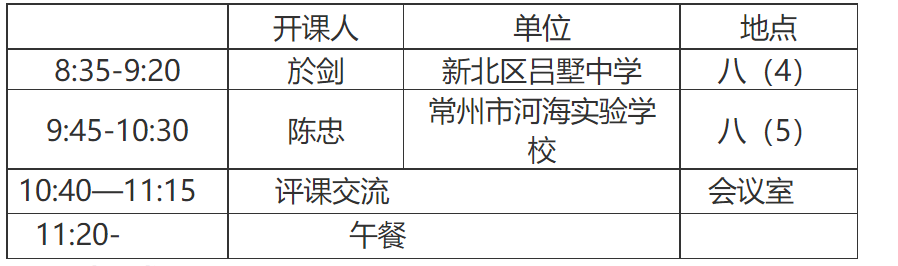 开课人 单位 地点
8:35-9:20 於剑 新北区吕墅中学 八（4）
9:45-10:30 陈忠 常州市河海实验学
校 八（5）
10:40—11:15 评课交流 会议室
11:20- 午餐